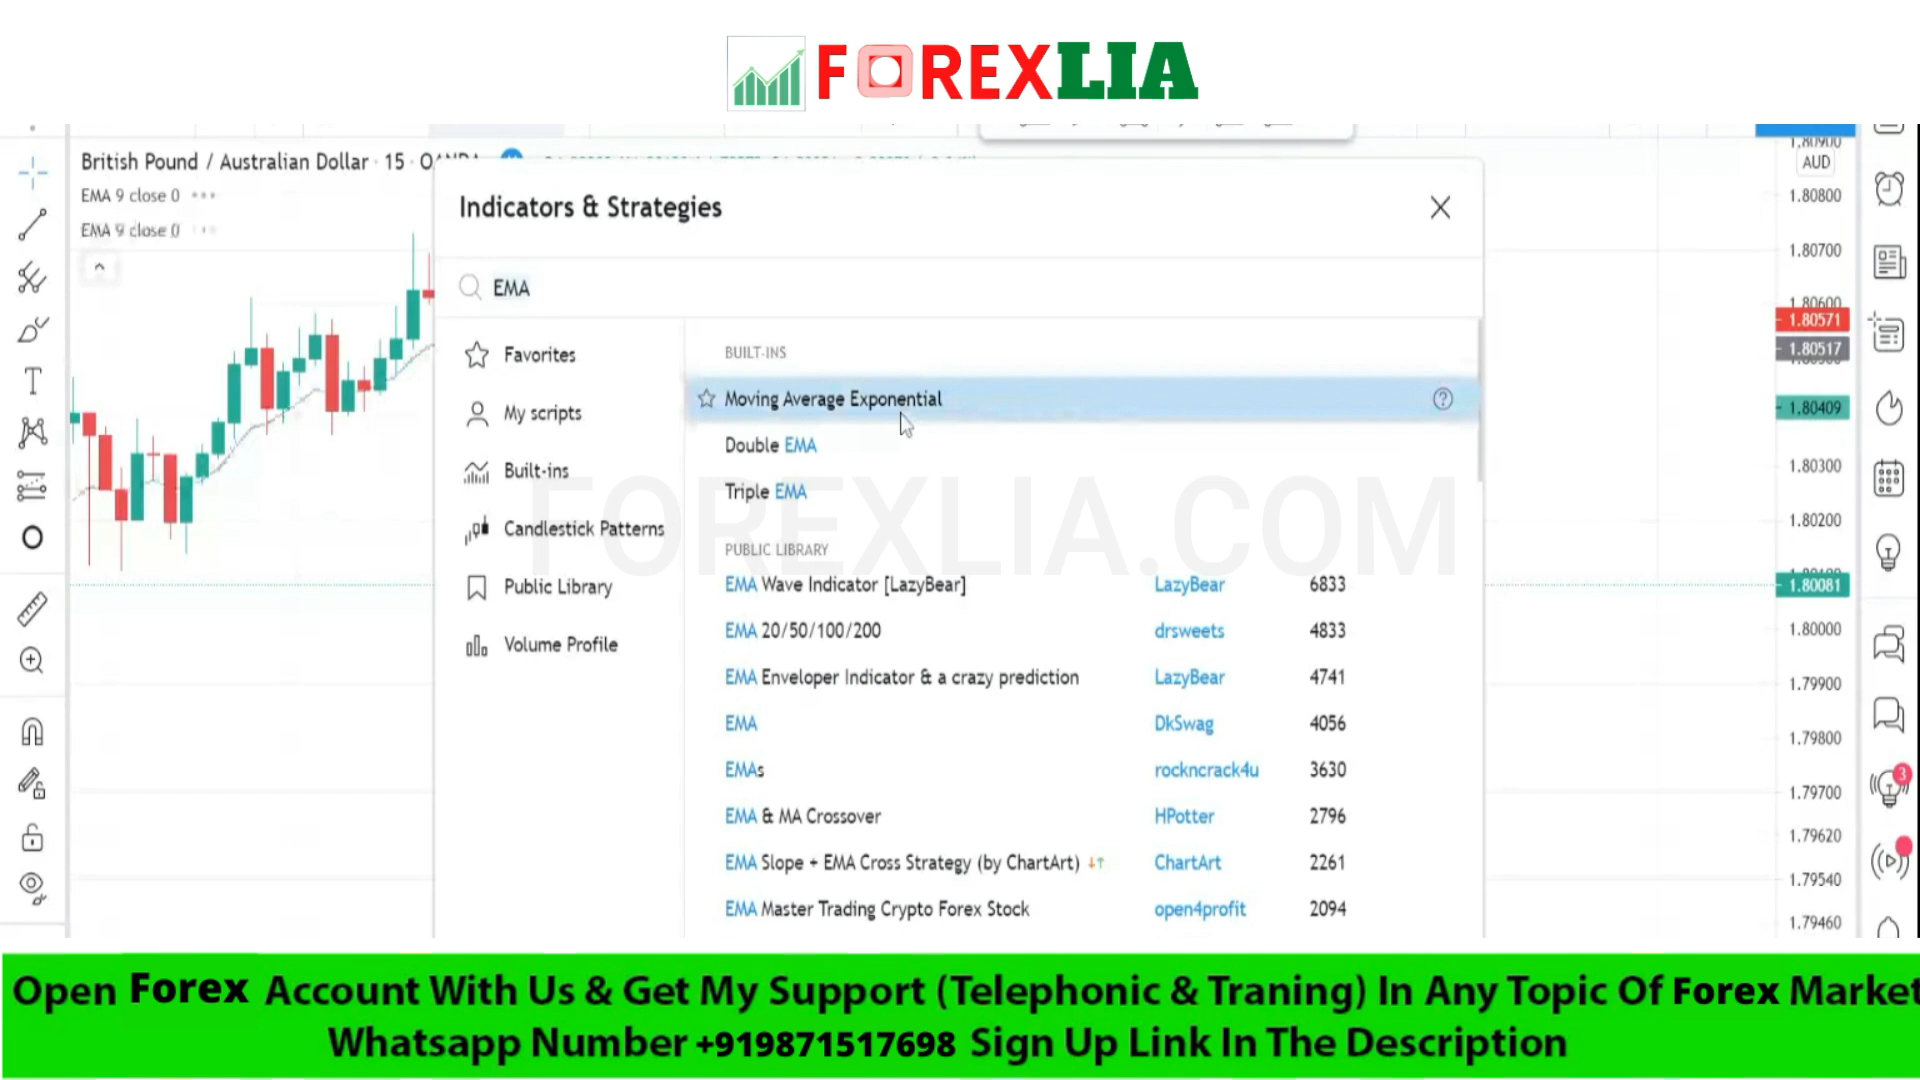 FOREXLIA
British Pound / Australian Dollar · 15
EMA 9 close 0
EMA 9 close 0
Indicators & Strategies
EMA
Favorites
My scripts
Built-ins
Candlestick Patterns
Public Library
Volume Profile
BUILT-INS
Moving Average Exponential
Double EMA
Triple EMA
PUBLIC LIBRARY
EMA Wave Indicator [LazyBear] LazyBear 6833
EMA 20/50/100/200 drsweets 4833
EMA Enveloper Indicator & a crazy prediction LazyBear 4741
EMA DkSwag 4056
EMAs rockncrack4u 3630
EMA & MA Crossover HPotter 2796
EMA Slope + EMA Cross Strategy (by ChartArt) ChartArt 2261
EMA Master Trading Crypto Forex Stock open4profit 2094
FOREXLIA.COM
1.80900
AUD
1.80800
1.80700
1.80600
1.80571
1.80517
1.80409
1.80300
1.80200
1.80081
1.80000
1.79900
1.79800
1.79700
1.79620
1.79540
1.79460
3
Open Forex Account With Us & Get My Support (Telephonic & Traning) In Any Topic Of Forex Market
Whatsapp Number +919871517698 Sign Up Link In The Description